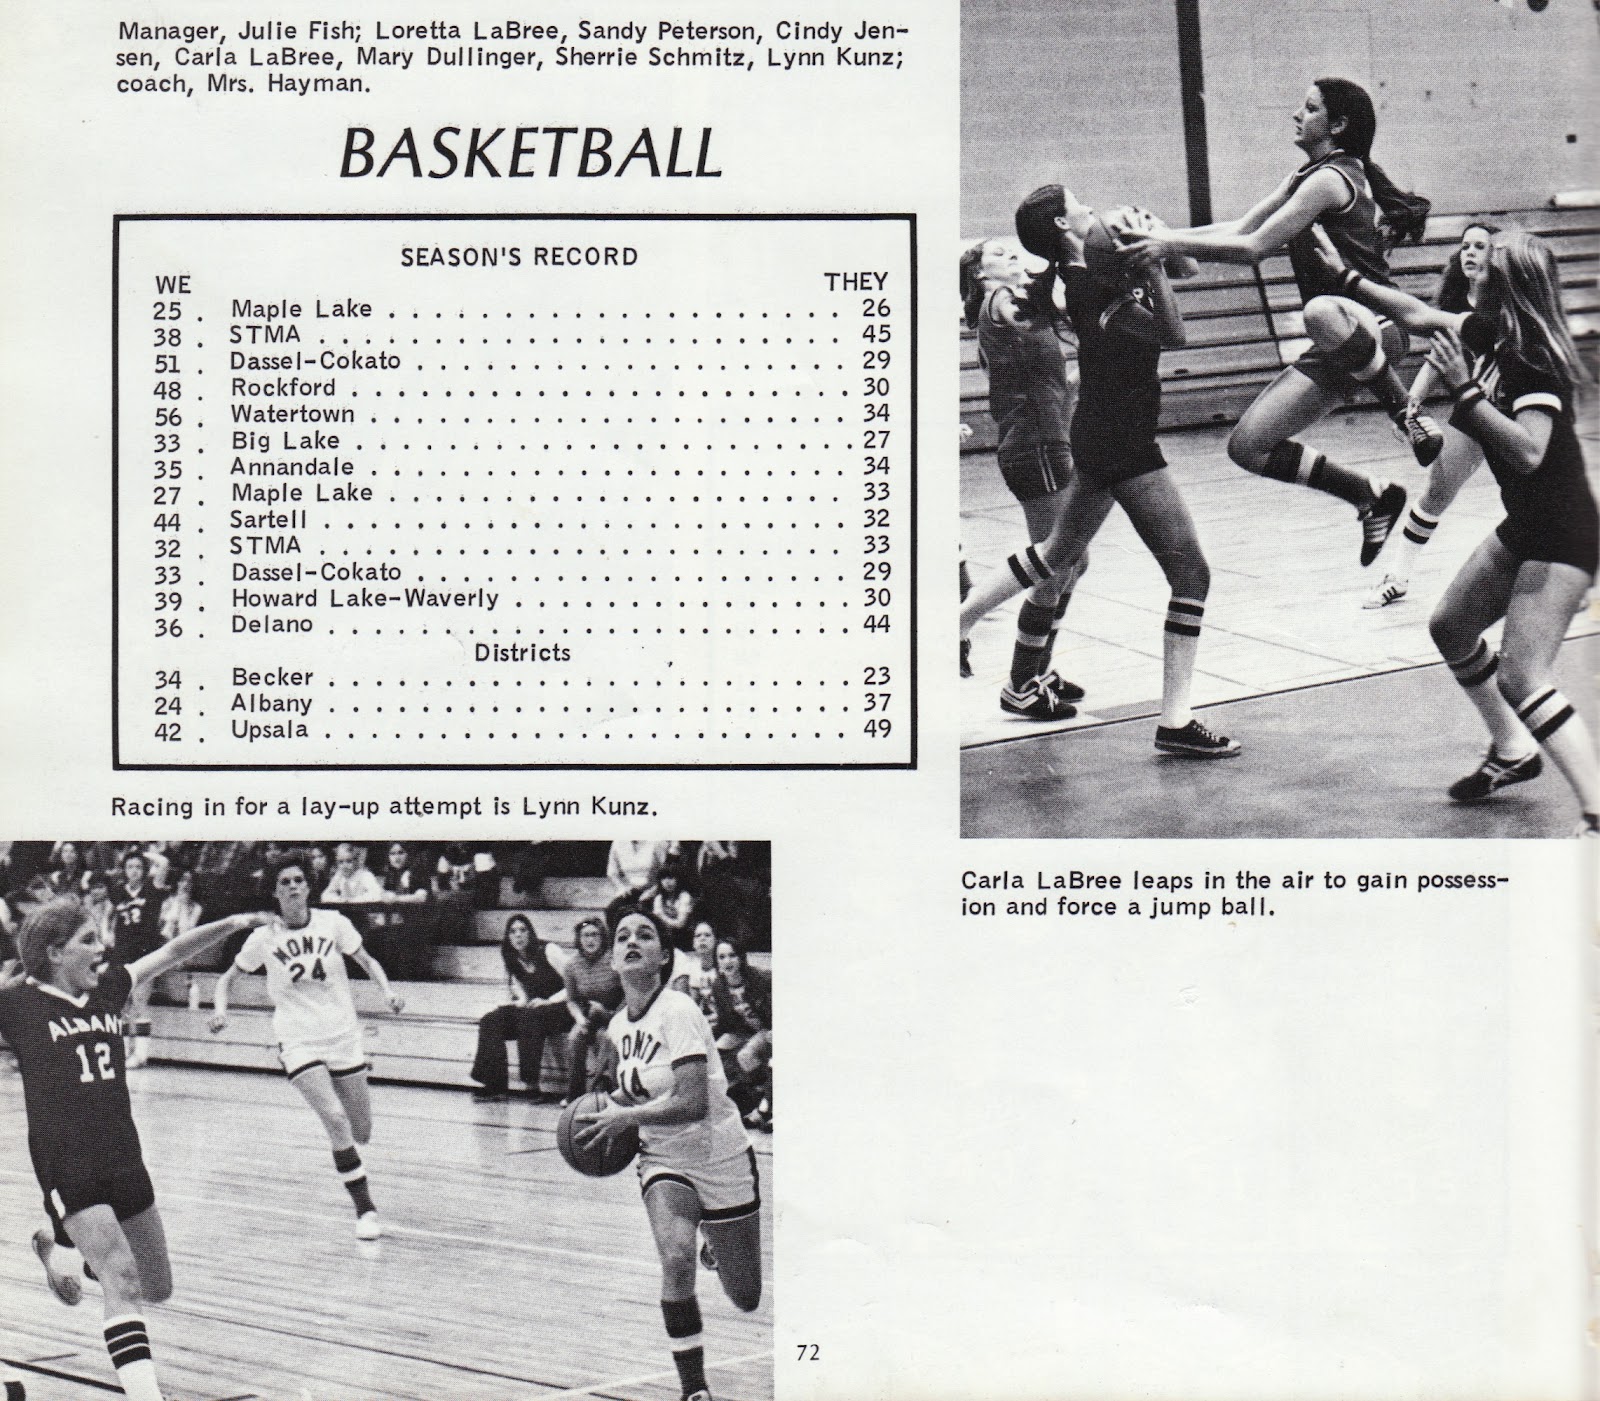 Manager, Julie Fish; Loretta LaBree, Sandy Peterson, Cindy Jen-
sen, Carla LaBree, Mary Dullinger, Sherrie Schmitz, Lynn Kunz;
coach, Mrs. Hayman.
BASKETBALL
SEASON'S RECORD
WE THEY
25 . Maple Lake . . . . . . . . . . . . . . . . . . . . 26
38 . STMA . . . . . . . . . . . . . . . . . . . . . . . 45
51 . Dassel-Cokato . . . . . . . . . . . . . . . . . . . 29
48 . Rockford . . . . . . . . . . . . . . . . . . . . . . 30
56 . Watertown . . . . . . . . . . . . . . . . . . . . . 34
33 . Big Lake . . . . . . . . . . . . . . . . . . . . . . 27
35 . Annandale . . . . . . . . . . . . . . . . . . . . . 34
27 . Maple Lake . . . . . . . . . . . . . . . . . . . . 33
44 . Sartell . . . . . . . . . . . . . . . . . . . . . . . 32
32 . STMA . . . . . . . . . . . . . . . . . . . . . . . 33
33 . Dassel-Cokato . . . . . . . . . . . . . . . . . . . 29
39 . Howard Lake-Waverly . . . . . . . . . . . . . . . 30
36 . Delano . . . . . . . . . . . . . . . . . . . . . . . 44
Districts
34 . Becker . . . . . . . . . . . . . . . . . . . . . . . 23
24 . Albany . . . . . . . . . . . . . . . . . . . . . . . 37
42 . Upsala . . . . . . . . . . . . . . . . . . . . . . . 49
Racing in for a lay-up attempt is Lynn Kunz.
Carla LaBree leaps in the air to gain possess-
ion and force a jump ball.
MONTI
24
ALBANY
12
ONTI
14
72